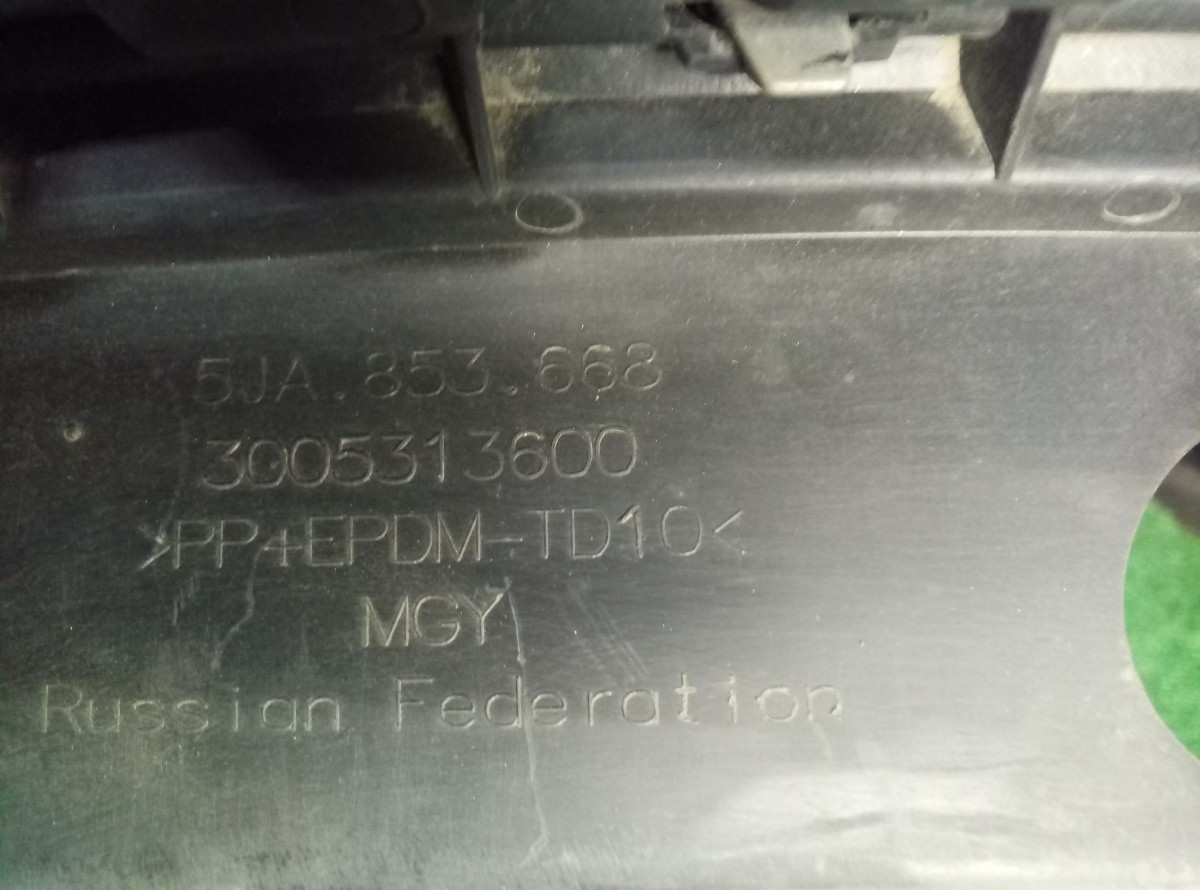 5JA.853.668
3005313600
>PP+EPDM-TD10<
MGY
Russian Federation